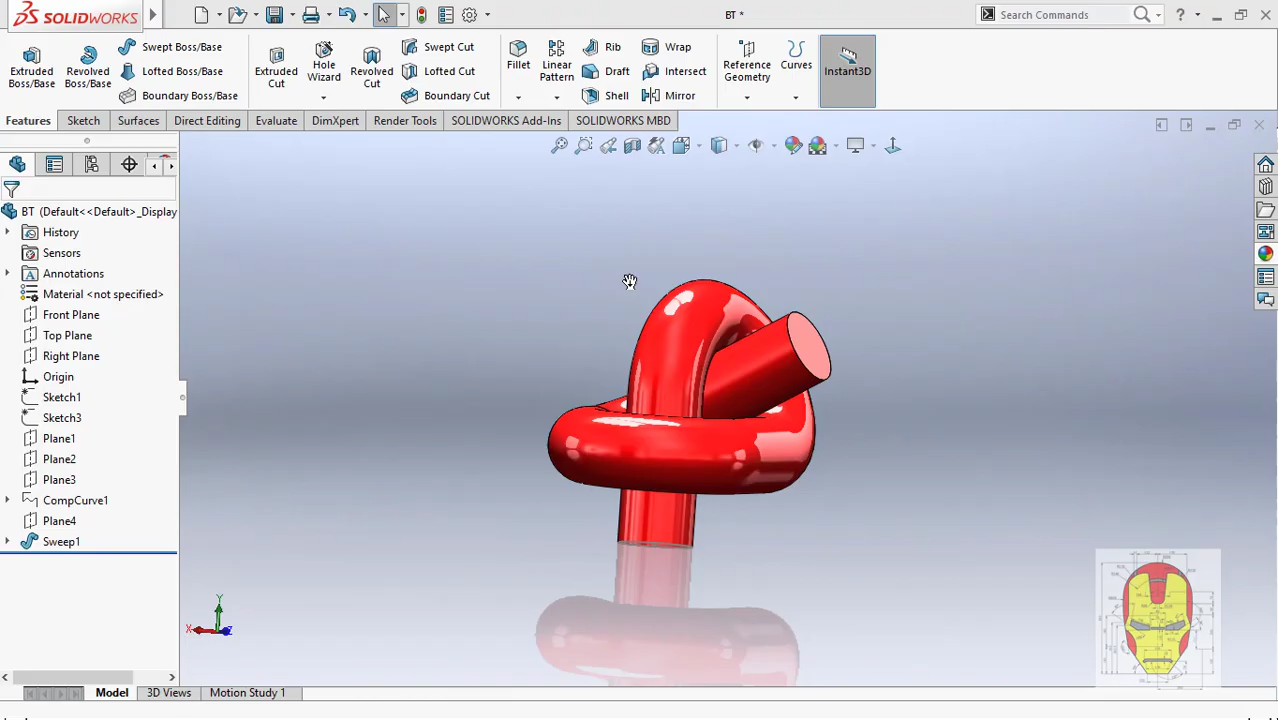 SOLIDWORKS
BT *
Search Commands
Extruded Boss/Base
Revolved Boss/Base
Swept Boss/Base
Lofted Boss/Base
Boundary Boss/Base
Extruded Cut
Hole Wizard
Revolved Cut
Swept Cut
Lofted Cut
Boundary Cut
Fillet
Linear Pattern
Rib
Draft
Shell
Wrap
Intersect
Mirror
Reference Geometry
Curves
Instant3D
Features Sketch Surfaces Direct Editing Evaluate DimXpert Render Tools SOLIDWORKS Add-Ins SOLIDWORKS MBD
BT (Default<<Default>_Display
History
Sensors
Annotations
Material <not specified>
Front Plane
Top Plane
Right Plane
Origin
Sketch1
Sketch3
Plane1
Plane2
Plane3
CompCurve1
Plane4
Sweep1
Y
X
Z
Model 3D Views Motion Study 1